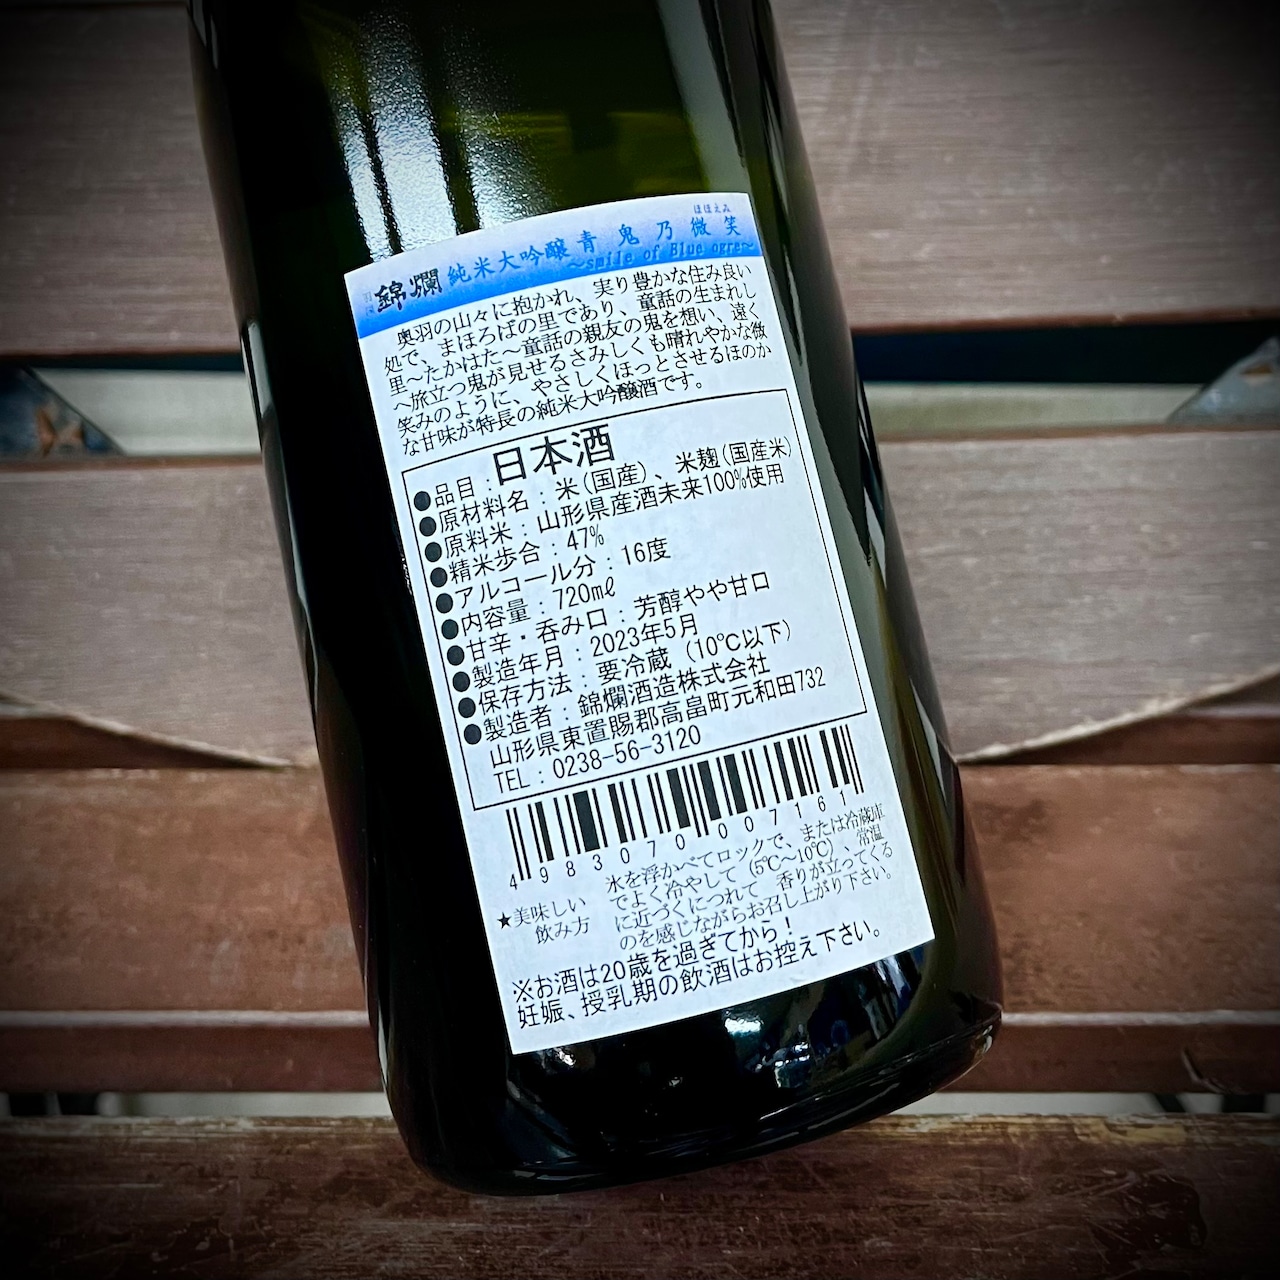 ほほえみ
錦爛 純米大吟醸 青鬼乃微笑
～smile of Blue ogre～
奥羽の山々に抱かれ、実り豊かな住み良い
処で、まほろばの里であり、童話の生まれし
里～たかはた～童話の親友の鬼を想い、遠く
へ旅立つ鬼が見せるさみしくも晴れやかな微
笑みのように、やさしくほっとさせるほのか
な甘味が特長の純米大吟醸酒です。
●品目：日本酒
●原材料名：米(国産)、米麹(国産米)
●原料米：山形県産酒未来100%使用
●精米歩合：47%
●アルコール分：16度
●内容量：720㎖
●甘辛・呑み口：芳醇やや甘口
●製造年月：2023年5月
●保存方法：要冷蔵（10℃以下）
●製造者：錦爛酒造株式会社
山形県東置賜郡高畠町元和田732
TEL：0238-56-3120
4983070007161
★美味しい
飲み方
氷を浮かべてロックで、または冷蔵庫
でよく冷やして（5℃～10℃）、常温
に近づくにつれて、香りが立ってくる
のを感じながらお召し上がり下さい。
※お酒は20歳を過ぎてから！
妊娠、授乳期の飲酒はお控え下さい。